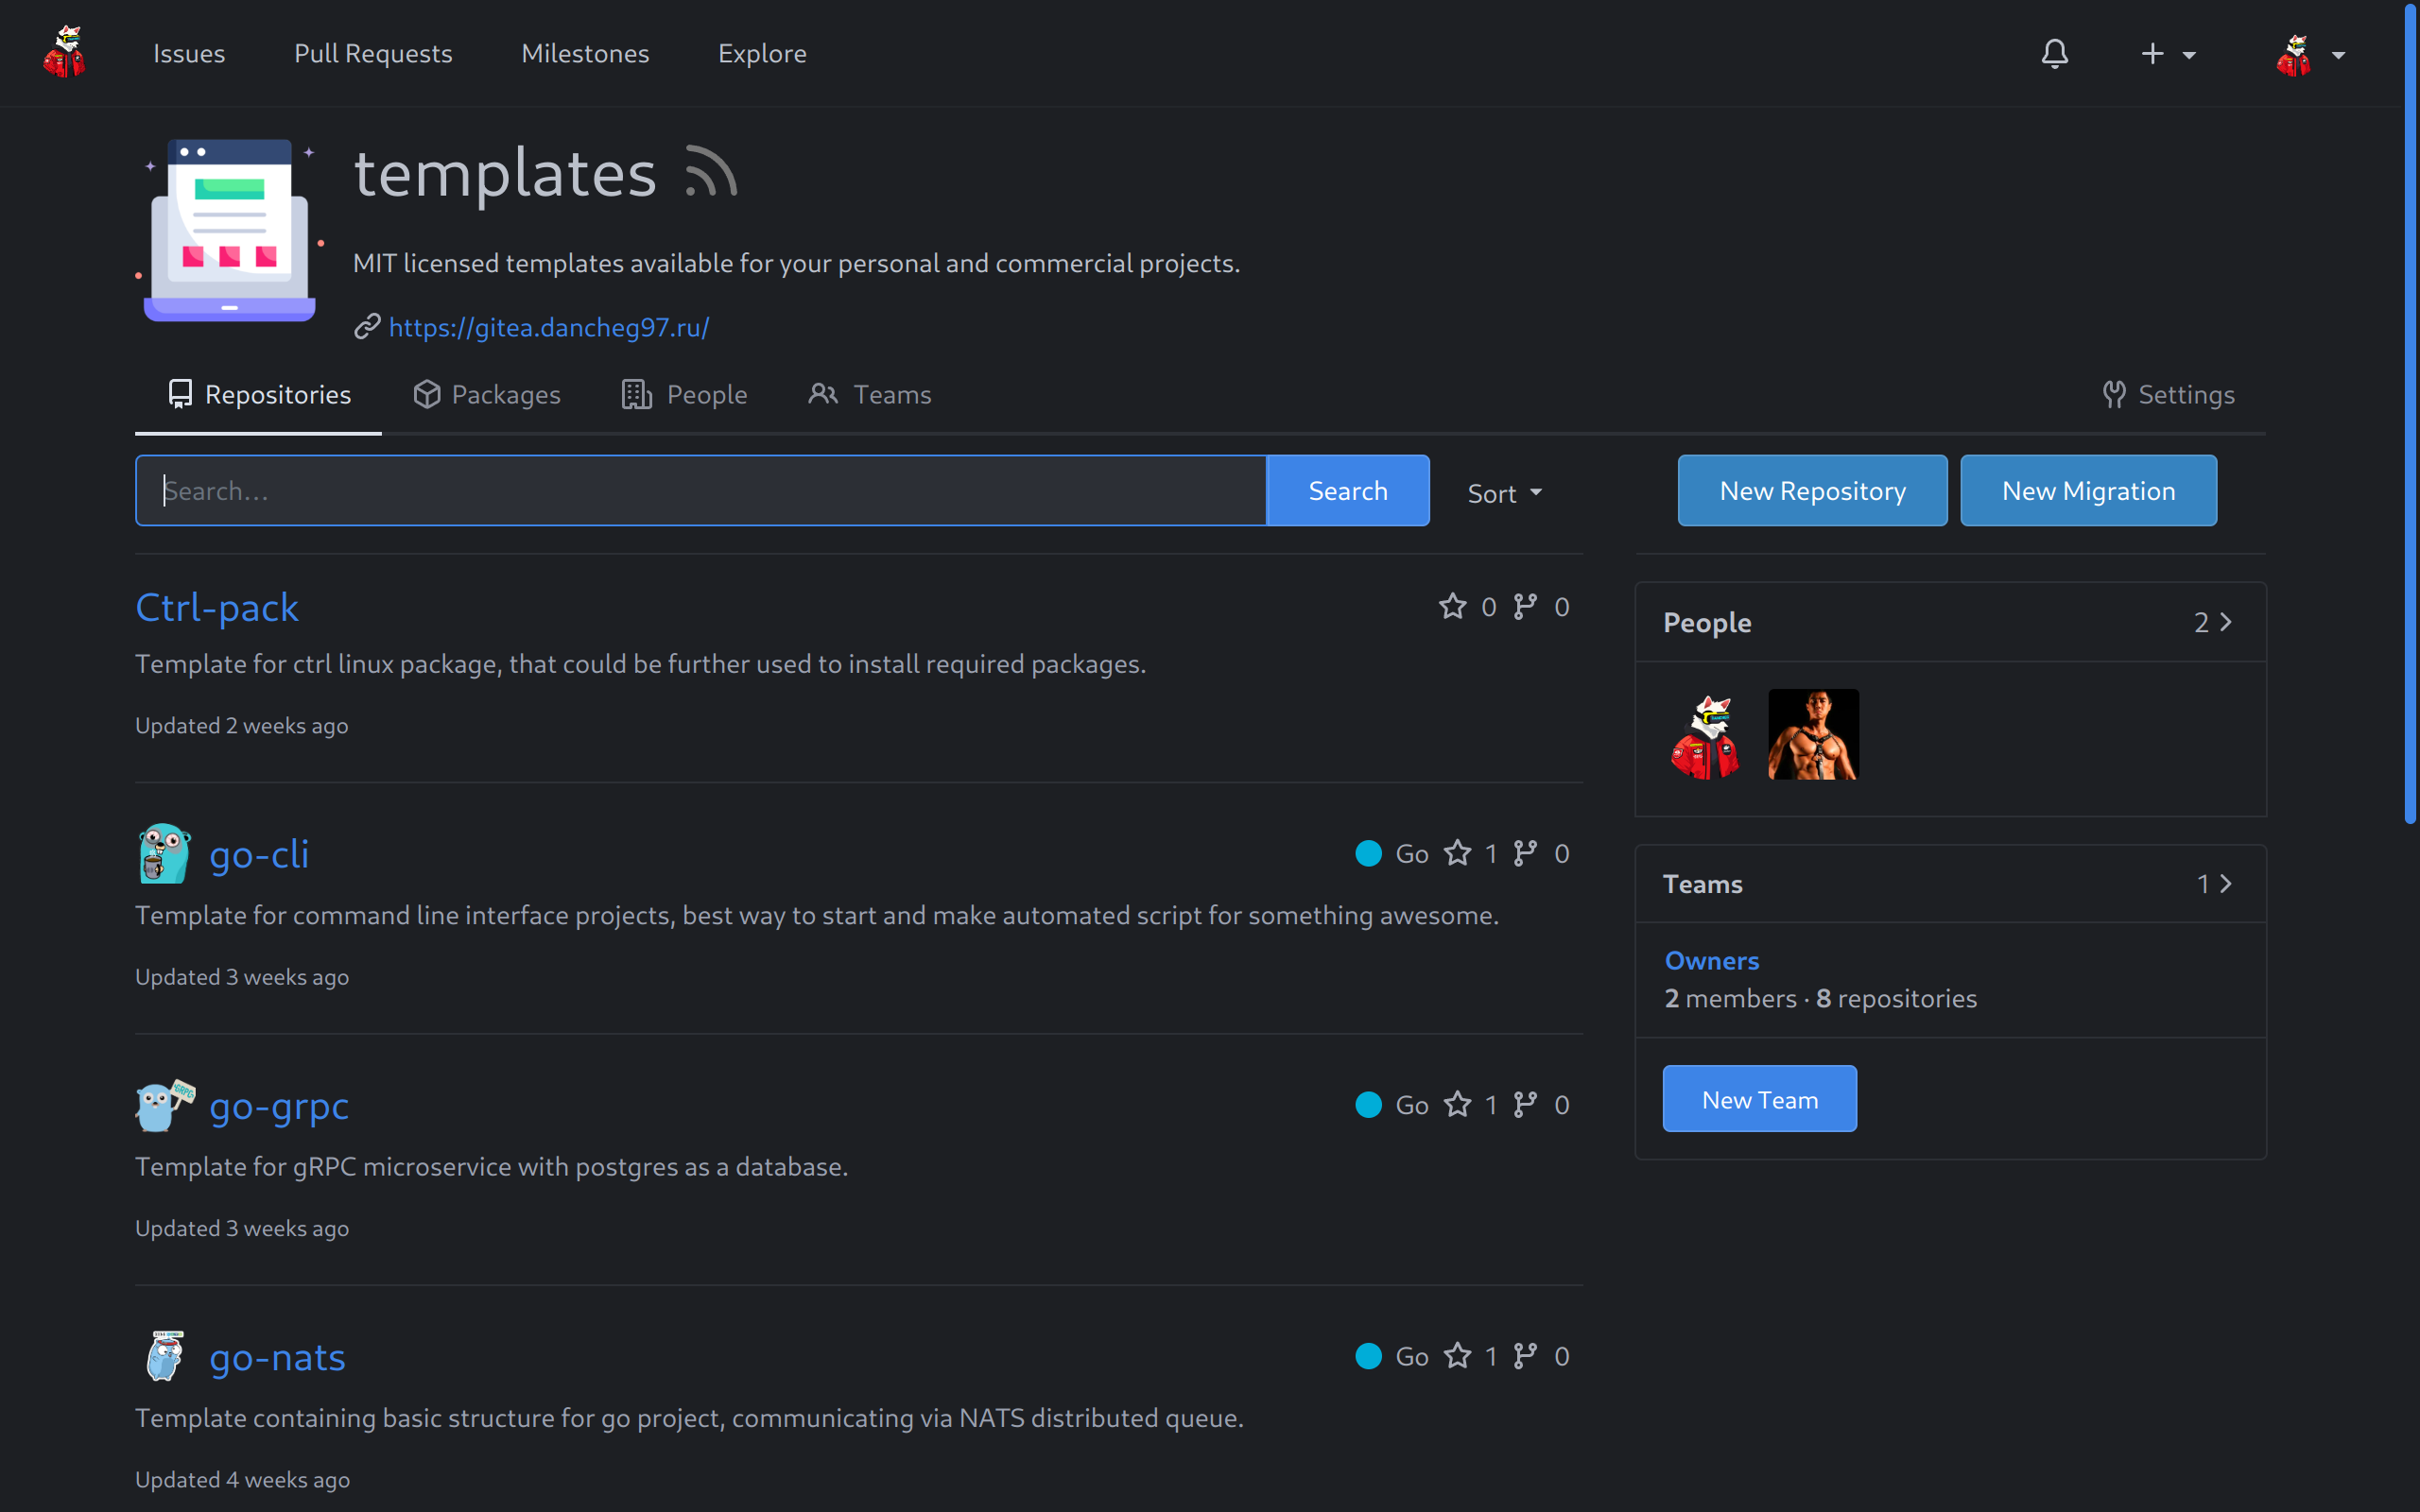 Issues
Pull Requests
Milestones
Explore
templates
MIT licensed templates available for your personal and commercial projects.
https://gitea.dancheg97.ru/
Repositories
Packages
People
Teams
Settings
Search...
Search
Sort
New Repository
New Migration
Ctrl-pack
0 0
Template for ctrl linux package, that could be further used to install required packages.
Updated 2 weeks ago
go-cli
Go 1 0
Template for command line interface projects, best way to start and make automated script for something awesome.
Updated 3 weeks ago
go-grpc
Go 1 0
Template for gRPC microservice with postgres as a database.
Updated 3 weeks ago
go-nats
Go 1 0
Template containing basic structure for go project, communicating via NATS distributed queue.
Updated 4 weeks ago
People 2
Teams 1
Owners
2 members · 8 repositories
New Team